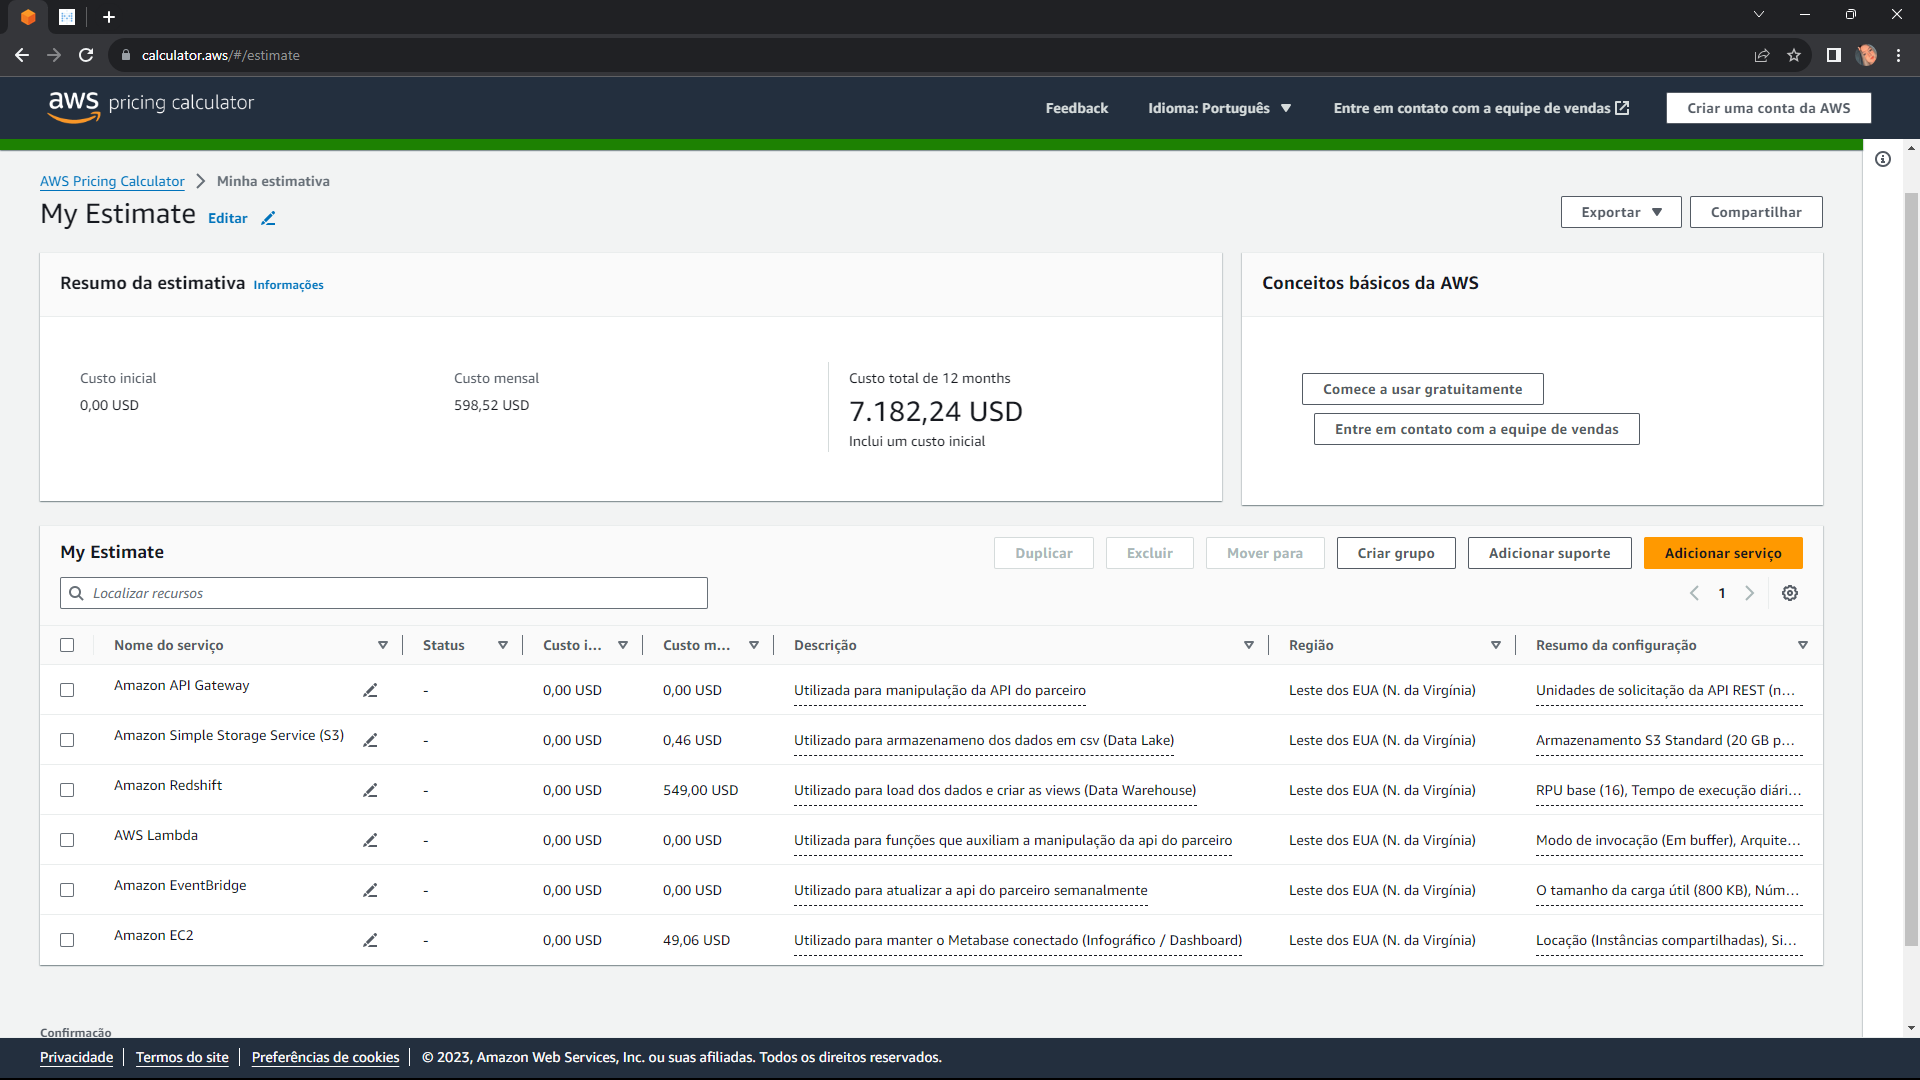 calculator.aws/#/estimate
aws pricing calculator
Feedback
Idioma: Português
Entre em contato com a equipe de vendas
Criar uma conta da AWS
AWS Pricing Calculator > Minha estimativa
My Estimate Editar
Exportar
Compartilhar
Resumo da estimativa Informações
Custo inicial
0,00 USD
Custo mensal
598,52 USD
Custo total de 12 months
7.182,24 USD
Inclui um custo inicial
Conceitos básicos da AWS
Comece a usar gratuitamente
Entre em contato com a equipe de vendas
My Estimate
Duplicar
Excluir
Mover para
Criar grupo
Adicionar suporte
Adicionar serviço
Localizar recursos
1
Nome do serviço Status Custo i... Custo m... Descrição Região Resumo da configuração
Amazon API Gateway - 0,00 USD 0,00 USD Utilizada para manipulação da API do parceiro Leste dos EUA (N. da Virgínia) Unidades de solicitação da API REST (n...
Amazon Simple Storage Service (S3) - 0,00 USD 0,46 USD Utilizado para armazenameno dos dados em csv (Data Lake) Leste dos EUA (N. da Virgínia) Armazenamento S3 Standard (20 GB p...
Amazon Redshift - 0,00 USD 549,00 USD Utilizado para load dos dados e criar as views (Data Warehouse) Leste dos EUA (N. da Virgínia) RPU base (16), Tempo de execução diári...
AWS Lambda - 0,00 USD 0,00 USD Utilizada para funções que auxiliam a manipulação da api do parceiro Leste dos EUA (N. da Virgínia) Modo de invocação (Em buffer), Arquite...
Amazon EventBridge - 0,00 USD 0,00 USD Utilizado para atualizar a api do parceiro semanalmente Leste dos EUA (N. da Virgínia) O tamanho da carga útil (800 KB), Núm...
Amazon EC2 - 0,00 USD 49,06 USD Utilizado para manter o Metabase conectado (Infográfico / Dashboard) Leste dos EUA (N. da Virgínia) Locação (Instâncias compartilhadas), Si...
Confirmação
Privacidade | Termos do site | Preferências de cookies | © 2023, Amazon Web Services, Inc. ou suas afiliadas. Todos os direitos reservados.